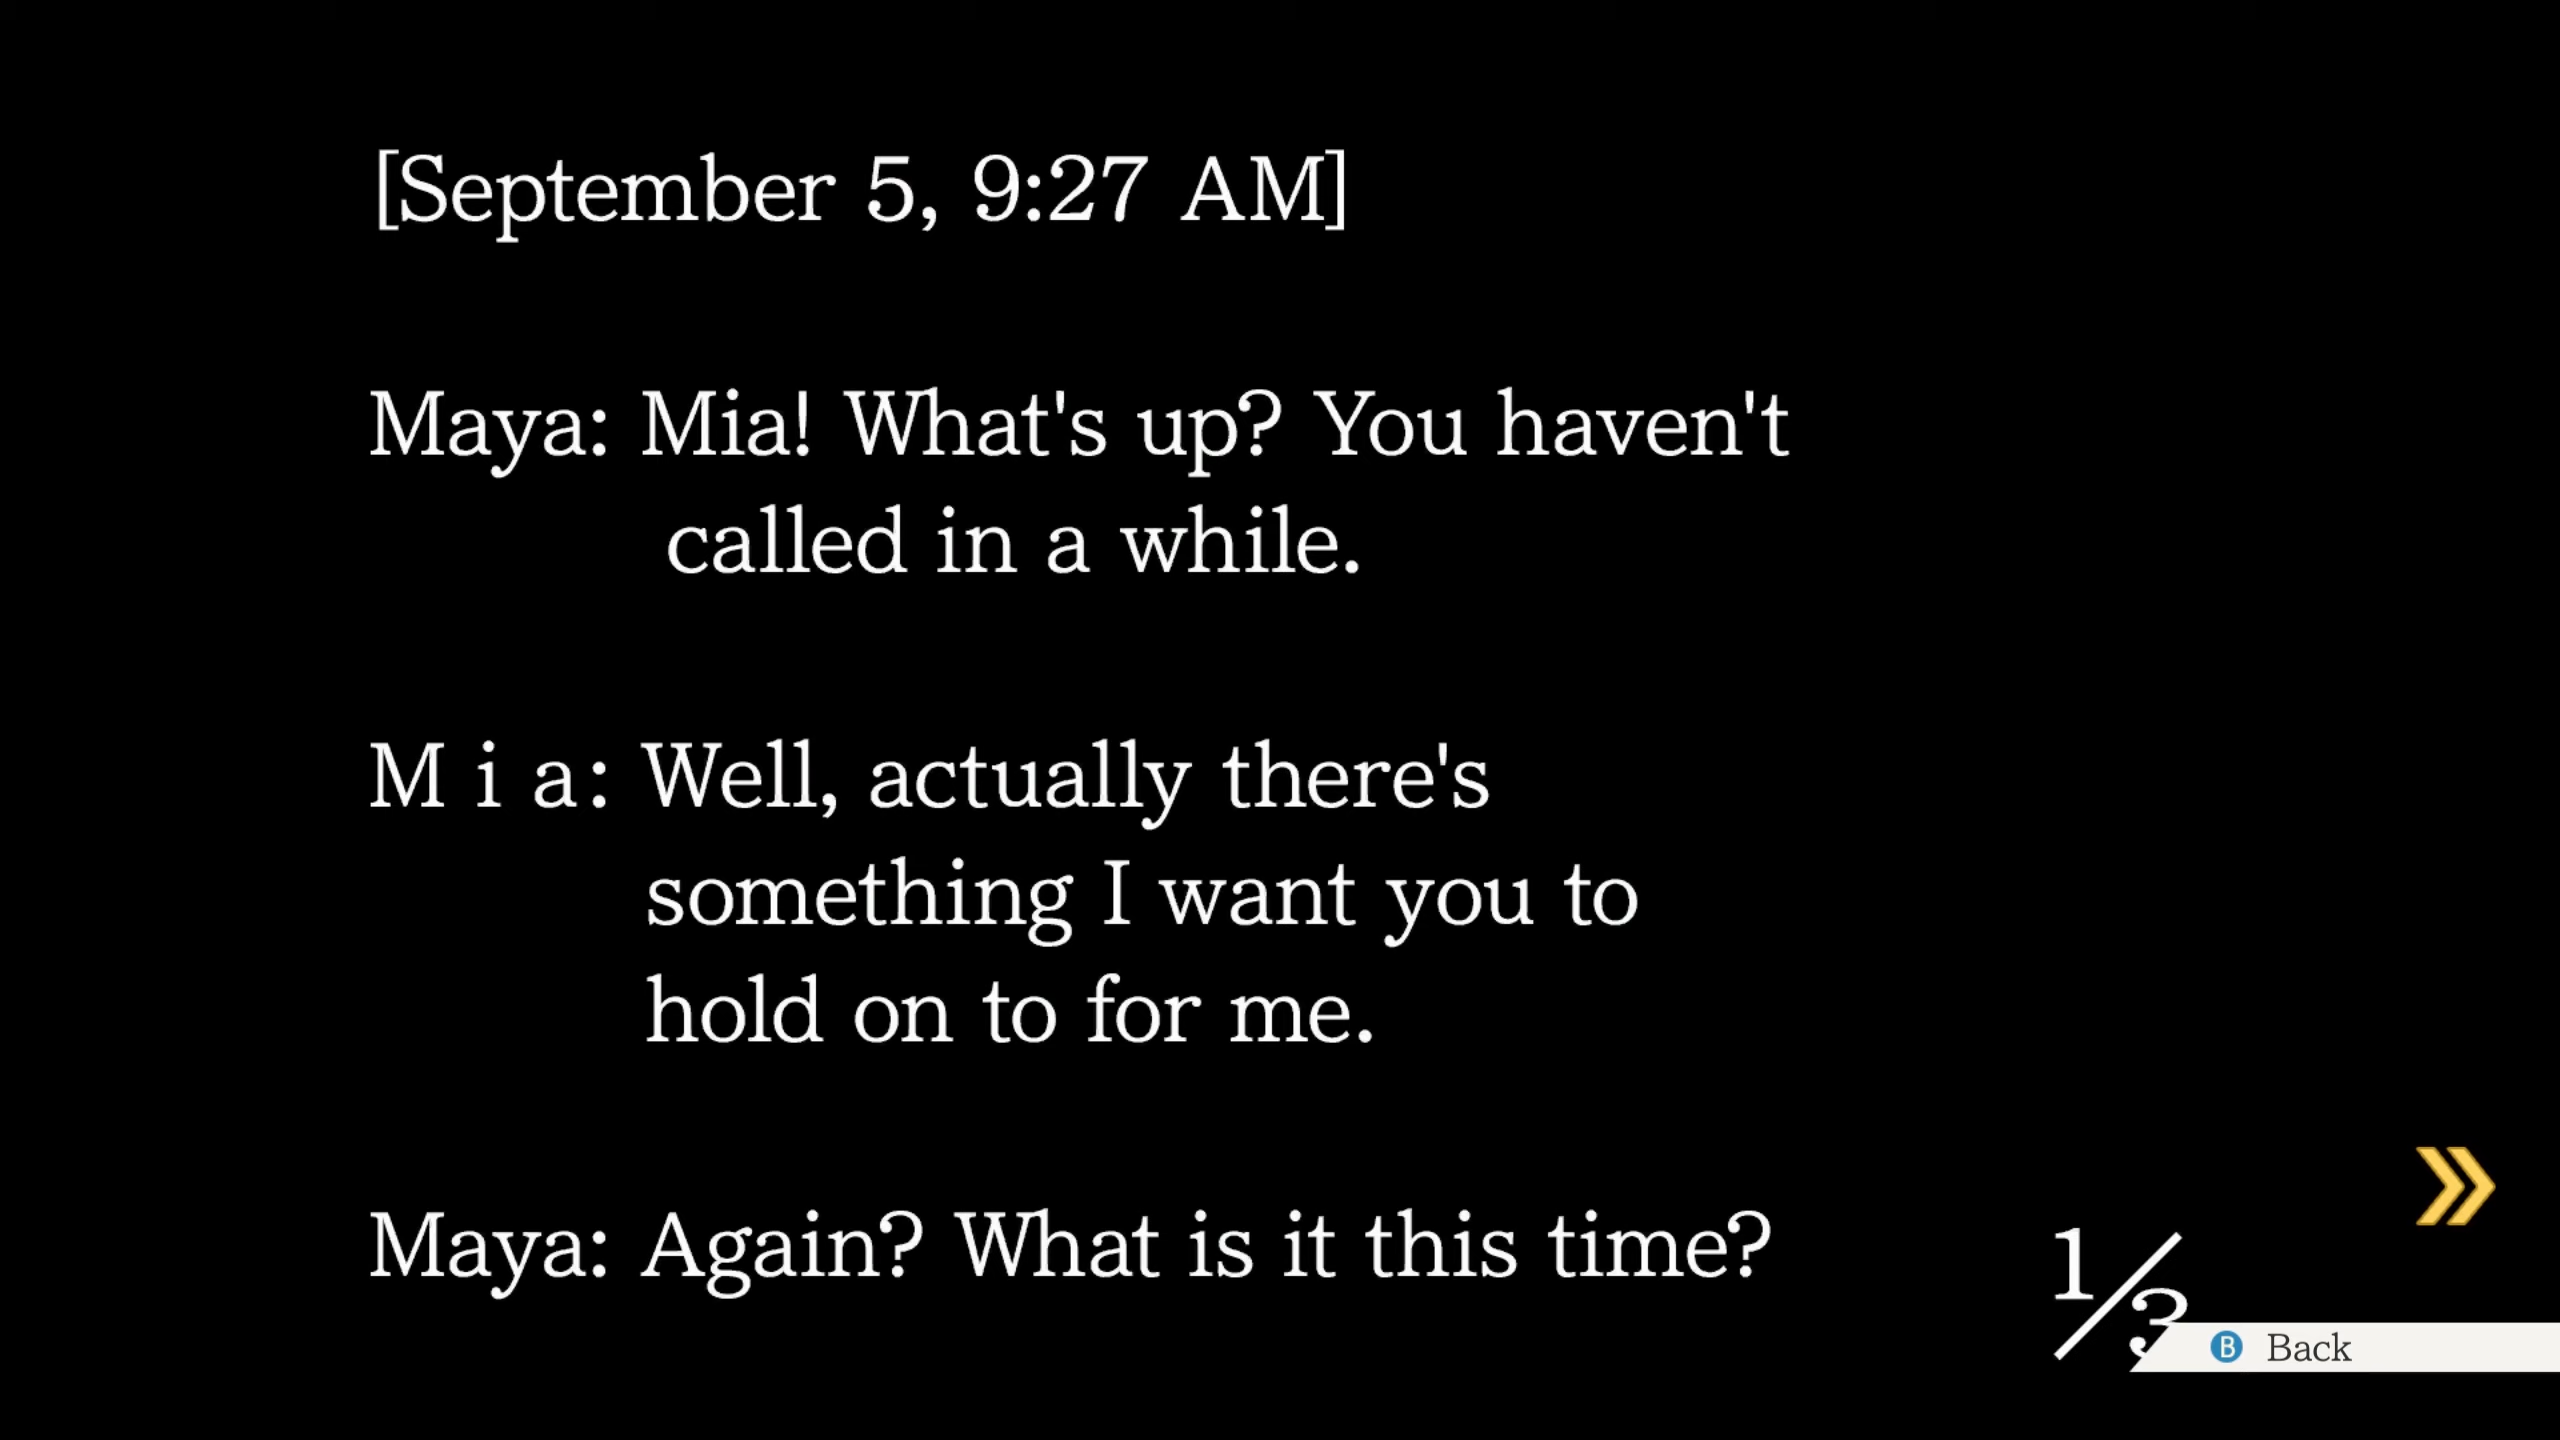 [September 5, 9:27 AM]
Maya: Mia! What's up? You haven't
called in a while.
M i a: Well, actually there's
something I want you to
hold on to for me.
Maya: Again? What is it this time?
1/3
B Back